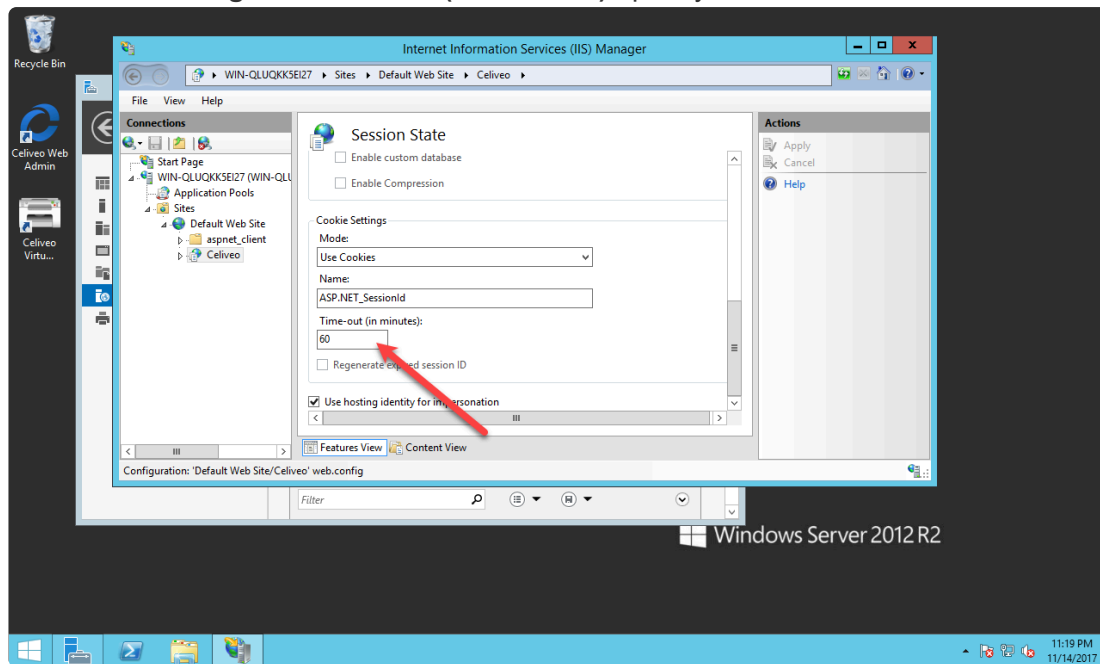 Recycle Bin
Celiveo Web
Admin
Celiveo
Virtu...
Internet Information Services (IIS) Manager
WIN-QLUQKK5EI27 Sites Default Web Site Celiveo
File View Help
Connections
Start Page
WIN-QLUQKK5EI27 (WIN-QLU
Application Pools
Sites
Default Web Site
aspnet_client
Celiveo
Session State
Enable custom database
Enable Compression
Cookie Settings
Mode:
Use Cookies
Name:
ASP.NET_SessionId
Time-out (in minutes):
60
Regenerate expired session ID
Use hosting identity for impersonation
Features View Content View
Actions
Apply
Cancel
Help
Configuration: 'Default Web Site/Celiveo' web.config
Filter
Windows Server 2012 R2
11:19 PM
11/14/2017